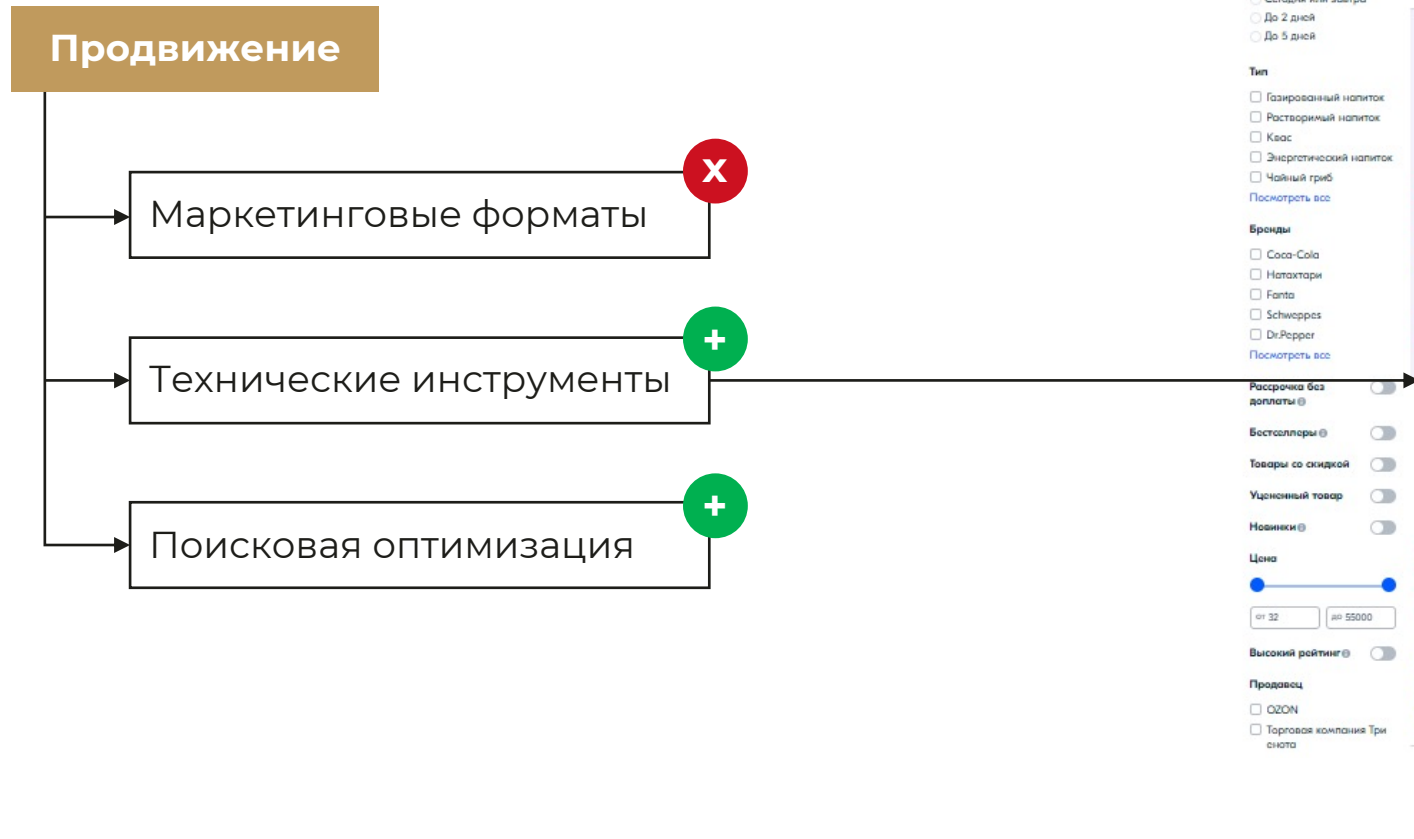 Продвижение
x
Маркетинговые форматы
+
Технические инструменты
+
Поисковая оптимизация
До 2 дней
До 5 дней
Тип
Газированный напиток
Растворимый напиток
Квас
Энергетический напиток
Чайный гриб
Посмотреть все
Бренды
Coca-Cola
Натахтари
Fanta
Schweppes
Dr.Pepper
Посмотреть все
Рассрочка без
доплаты
Бестселлеры
Товары со скидкой
Уцененный товар
Новинки
Цена
от 32
до 55000
Высокий рейтинг
Продавец
OZON
Торговая компания Три
енота